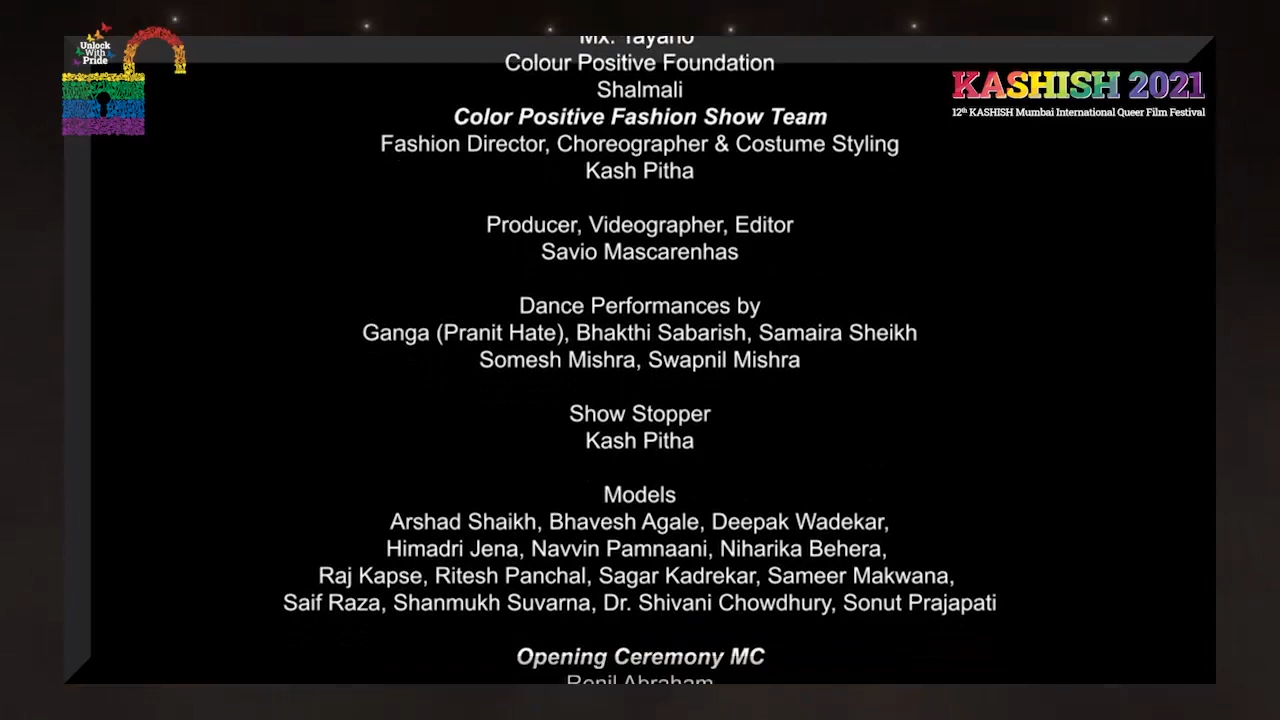 Unlock
With
Pride
KASHISH 2021
12th KASHISH Mumbai International Queer Film Festival
Mx. Tayano
Colour Positive Foundation
Shalmali
Color Positive Fashion Show Team
Fashion Director, Choreographer & Costume Styling
Kash Pitha
Producer, Videographer, Editor
Savio Mascarenhas
Dance Performances by
Ganga (Pranit Hate), Bhakthi Sabarish, Samaira Sheikh
Somesh Mishra, Swapnil Mishra
Show Stopper
Kash Pitha
Models
Arshad Shaikh, Bhavesh Agale, Deepak Wadekar,
Himadri Jena, Navvin Pamnaani, Niharika Behera,
Raj Kapse, Ritesh Panchal, Sagar Kadrekar, Sameer Makwana,
Saif Raza, Shanmukh Suvarna, Dr. Shivani Chowdhury, Sonut Prajapati
Opening Ceremony MC
Abraham